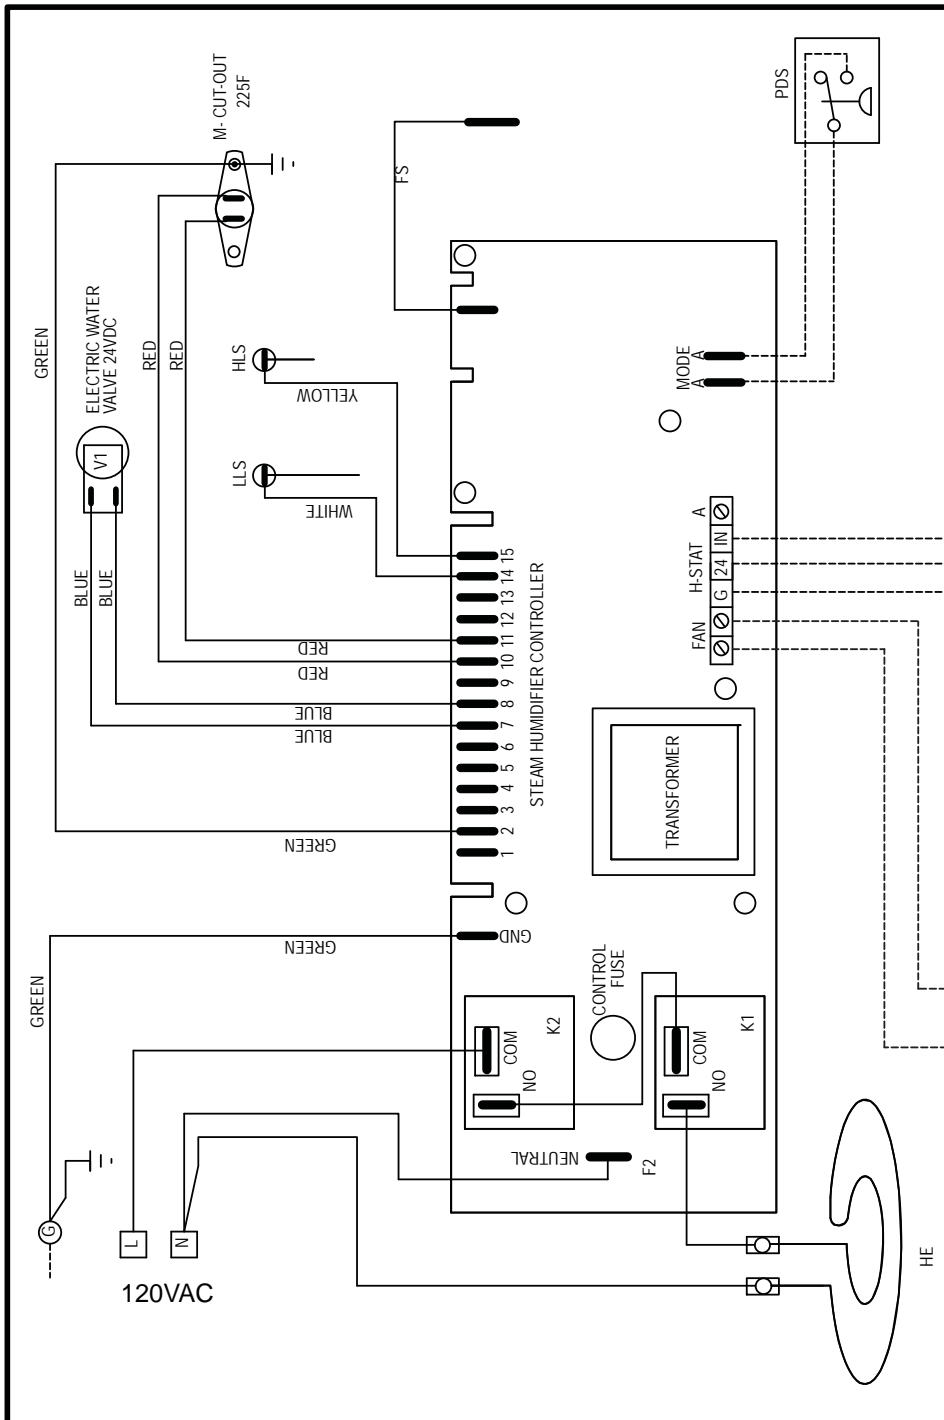 M- CUT-OUT
225F
PDS
FS
GREEN
ELECTRIC WATER
VALVE 24VDC
RED
RED
HLS
YELLOW
MODE
A
A
V1
LLS
WHITE
BLUE
BLUE
H-STAT
A
IN
24
G
FAN
15
14
13
12
11
10
9
8
7
6
5
4
3
2
1
RED
RED
BLUE
BLUE
STEAM HUMIDIFIER CONTROLLER
TRANSFORMER
GREEN
GND
GREEN
GREEN
CONTROL
FUSE
K2
COM
NO
K1
COM
NO
NEUTRAL
F2
G
L
N
120VAC
HE